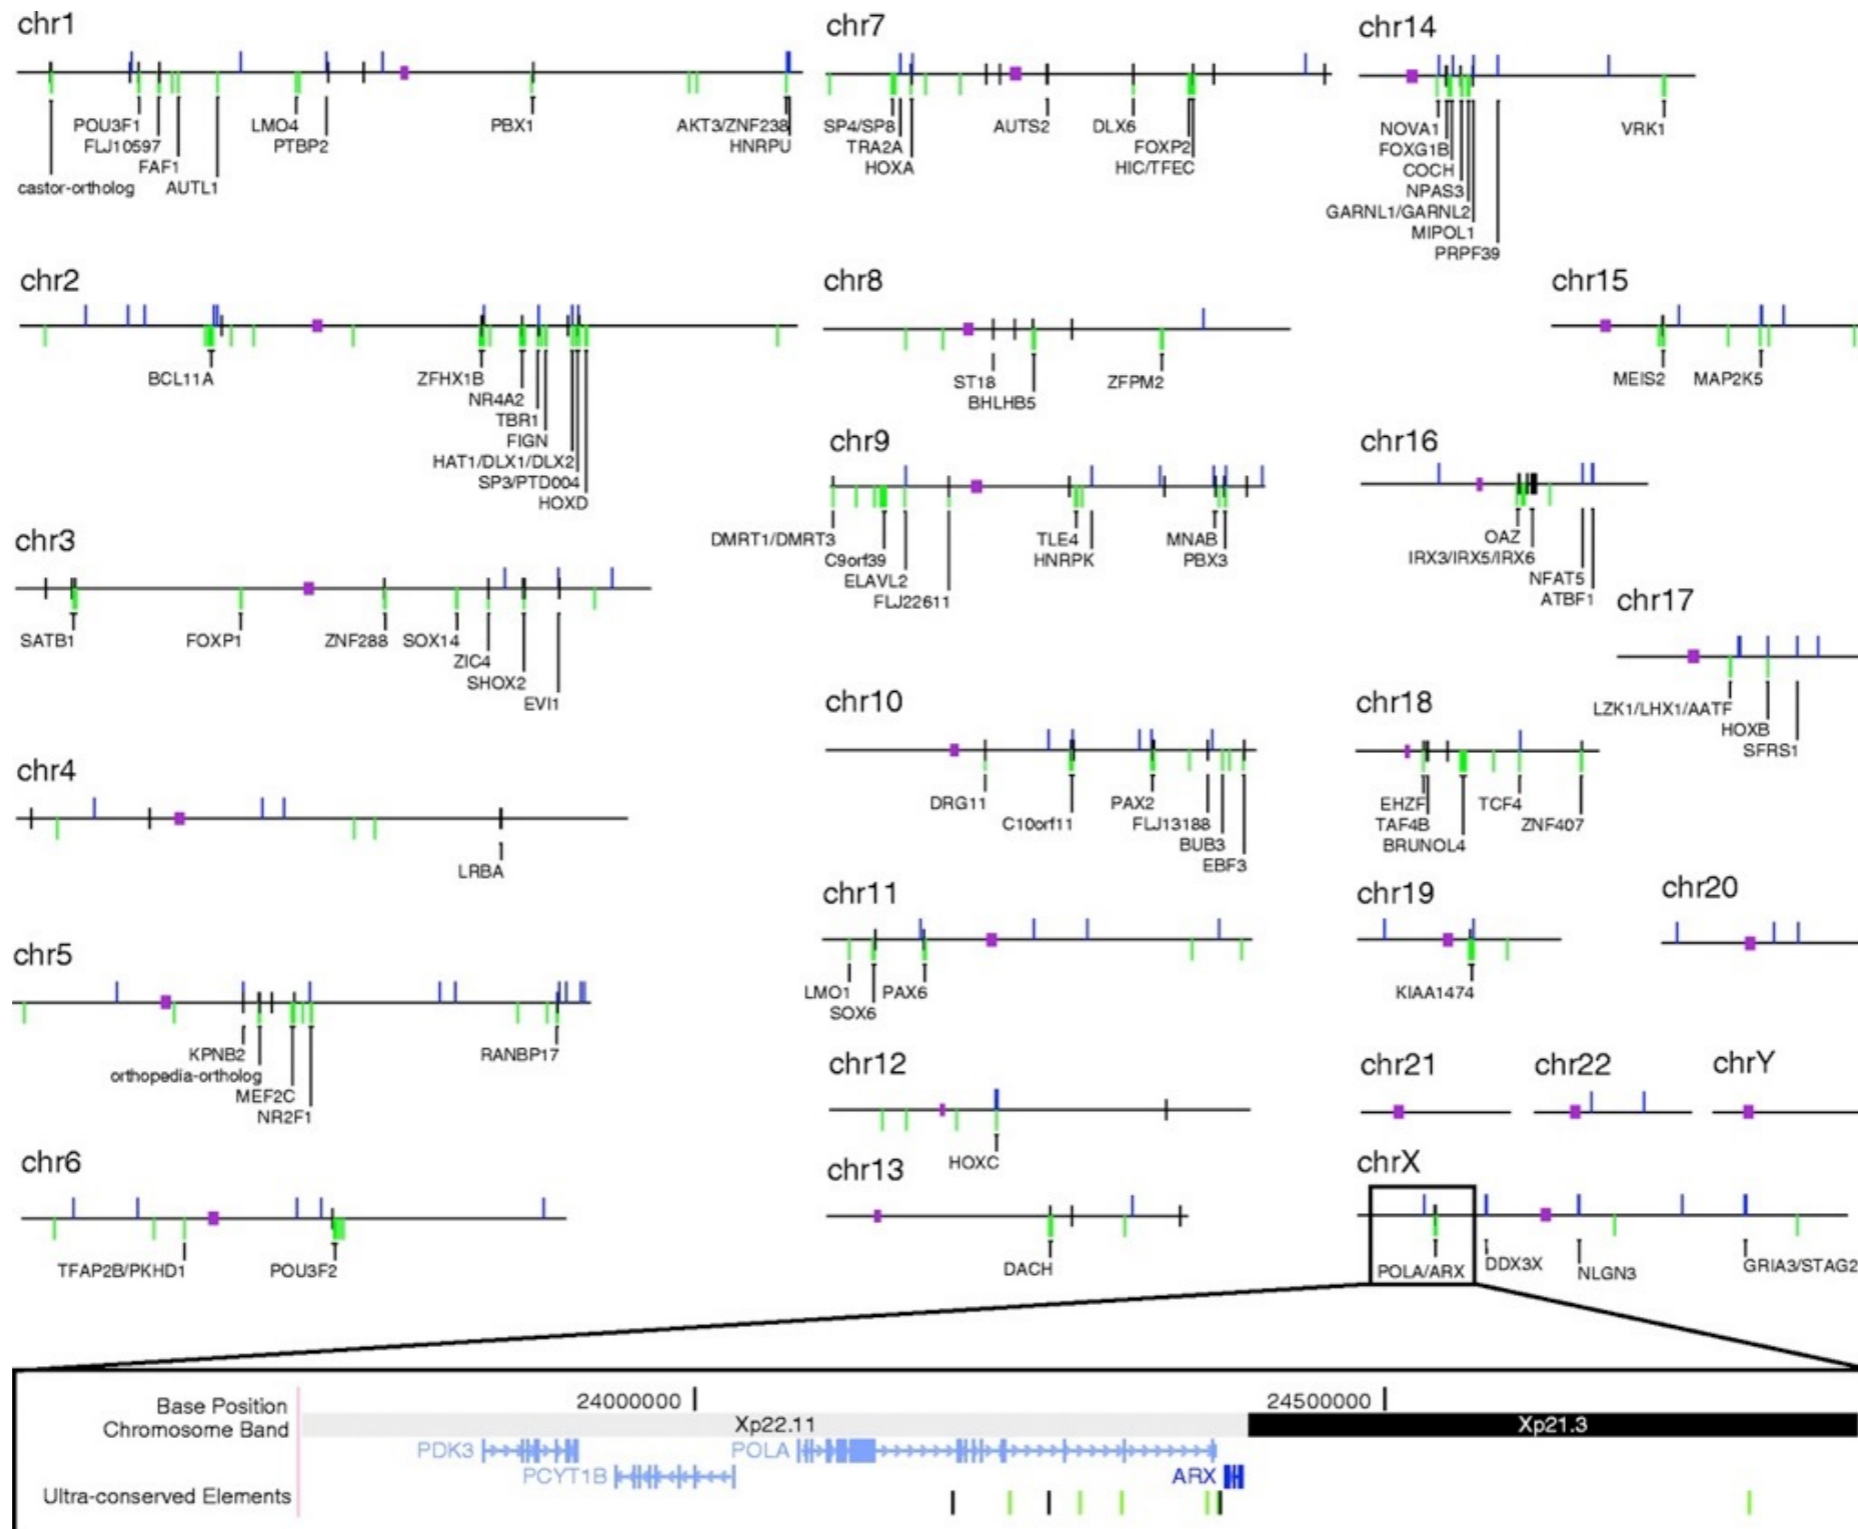 chr1
POU3F1
FLJ10597
FAF1
castor-ortholog
AUTL1
LMO4
PTBP2
PBX1
AKT3/ZNF238
HNRPU
chr2
BCL11A
ZFHX1B
NR4A2
TBR1
FIGN
HAT1/DLX1/DLX2
SP3/PTD004
HOXD
chr3
SATB1
FOXP1
ZNF288
SOX14
ZIC4
SHOX2
EVI1
chr4
LRBA
chr5
KPNB2
orthopedia-ortholog
MEF2C
NR2F1
RANBP17
chr6
TFAP2B/PKHD1
POU3F2
chr7
SP4/SP8
TRA2A
HOXA
AUTS2
DLX6
FOXP2
HIC/TFEC
chr8
ST18
BHLHB5
ZFPM2
chr9
DMRT1/DMRT3
C9orf39
ELAVL2
FLJ22611
TLE4
HNRPK
MNAB
PBX3
chr10
DRG11
C10orf11
PAX2
FLJ13188
BUB3
EBF3
chr11
LMO1
SOX6
PAX6
chr12
HOXC
chr13
DACH
chr14
NOVA1
FOXG1B
COCH
NPAS3
GARNL1/GARNL2
MIPOL1
PRPF39
VRK1
chr15
MEIS2
MAP2K5
chr16
OAZ
IRX3/IRX5/IRX6
NFAT5
ATBF1
chr17
LZK1/LHX1/AATF
HOXB
SFRS1
chr18
EHZF
TAF4B
BRUNOL4
TCF4
ZNF407
chr19
KIAA1474
chr20
chr21
chr22
chrY
chrX
POLA/ARX
DDX3X
NLGN3
GRIA3/STAG2
Base Position
24000000
24500000
Chromosome Band
Xp22.11
Xp21.3
PDK3
POLA
PCYT1B
ARX
Ultra-conserved Elements